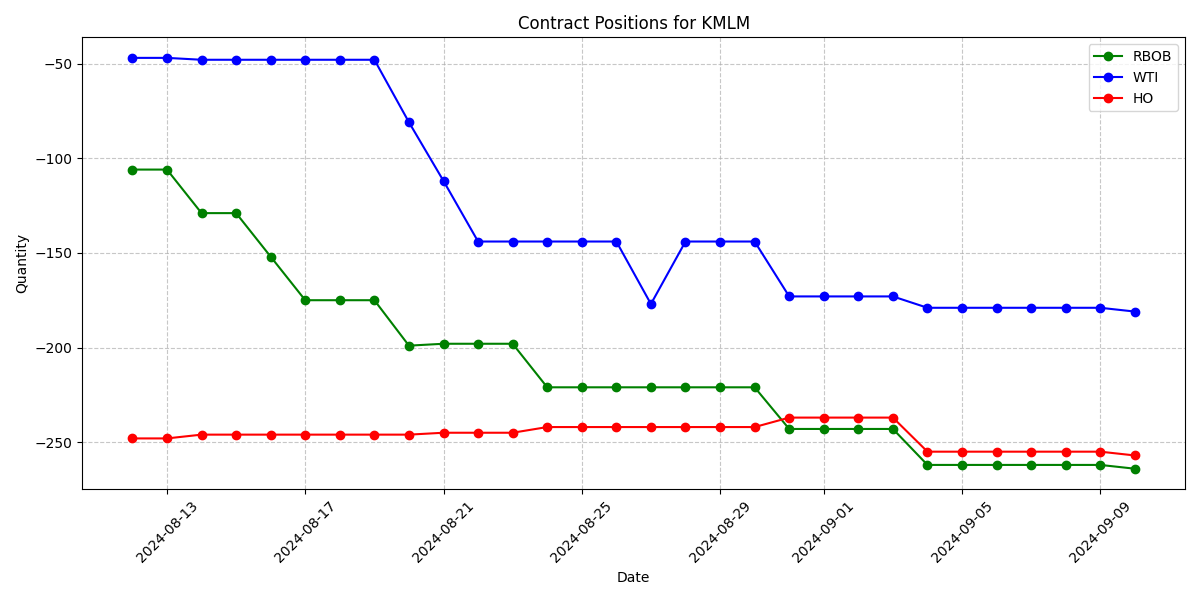 Contract Positions for KMLM
RBOB
WTI
HO
−50
−100
−150
−200
−250
Quantity
2024-08-13
2024-08-17
2024-08-21
2024-08-25
2024-08-29
2024-09-01
2024-09-05
2024-09-09
Date